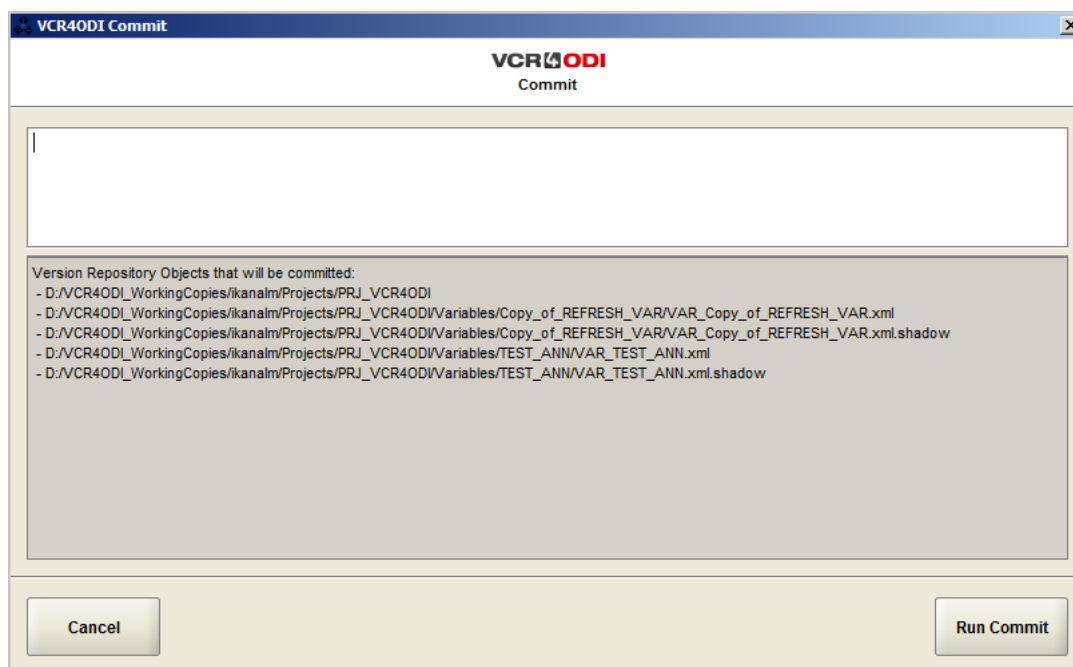 VCR4ODI Commit
VCR4ODI
Commit
Version Repository Objects that will be committed:
- D:/VCR4ODI_WorkingCopies/ikanalm/Projects/PRJ_VCR4ODI
- D:/VCR4ODI_WorkingCopies/ikanalm/Projects/PRJ_VCR4ODI/Variables/Copy_of_REFRESH_VAR/VAR_Copy_of_REFRESH_VAR.xml
- D:/VCR4ODI_WorkingCopies/ikanalm/Projects/PRJ_VCR4ODI/Variables/Copy_of_REFRESH_VAR/VAR_Copy_of_REFRESH_VAR.xml.shadow
- D:/VCR4ODI_WorkingCopies/ikanalm/Projects/PRJ_VCR4ODI/Variables/TEST_ANN/VAR_TEST_ANN.xml
- D:/VCR4ODI_WorkingCopies/ikanalm/Projects/PRJ_VCR4ODI/Variables/TEST_ANN/VAR_TEST_ANN.xml.shadow
Cancel
Run Commit